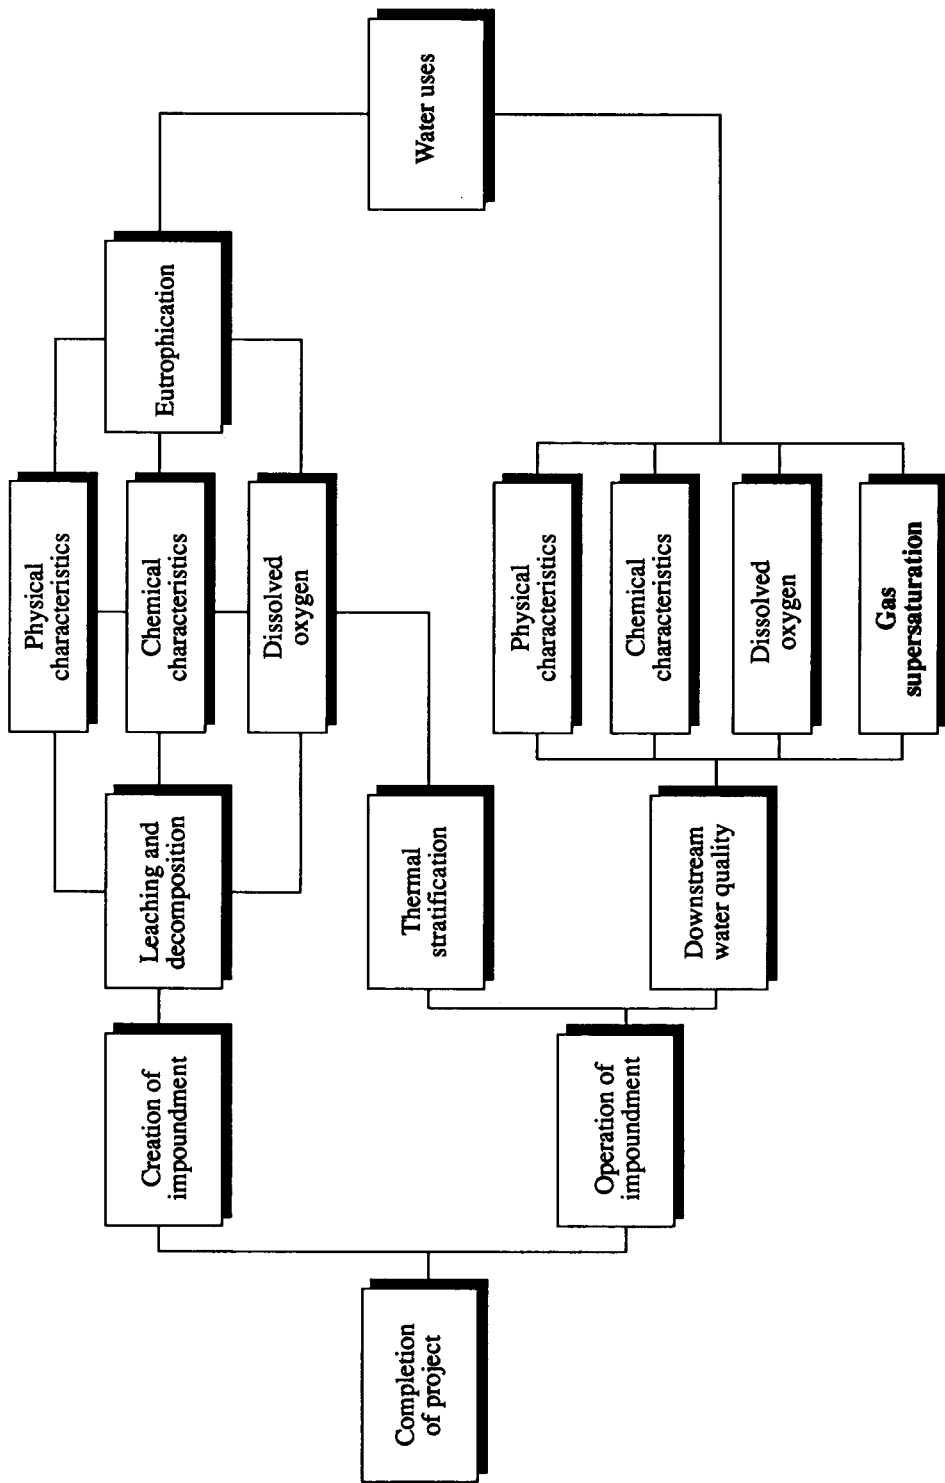 Completion
of project
Creation of
impoundment
Operation of
impoundment
Leaching and
decomposition
Thermal
stratification
Downstream
water quality
Physical
characteristics
Chemical
characteristics
Dissolved
oxygen
Physical
characteristics
Chemical
characteristics
Dissolved
oxygen
Gas
supersaturation
Eutrophication
Water uses